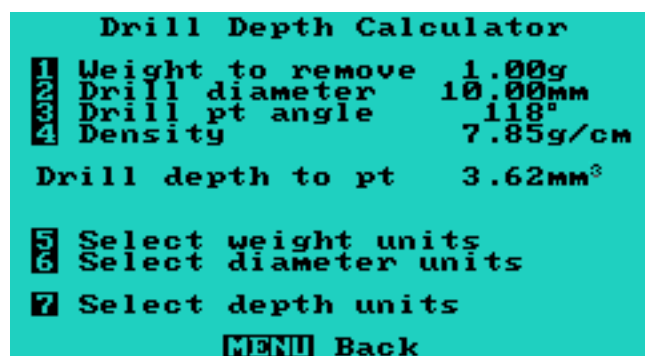 Drill Depth Calculator
1 Weight to remove 1.00g
2 Drill diameter 10.00mm
3 Drill pt angle 118°
4 Density 7.85g/cm
Drill depth to pt 3.62mm³
5 Select weight units
6 Select diameter units
7 Select depth units
MENU Back